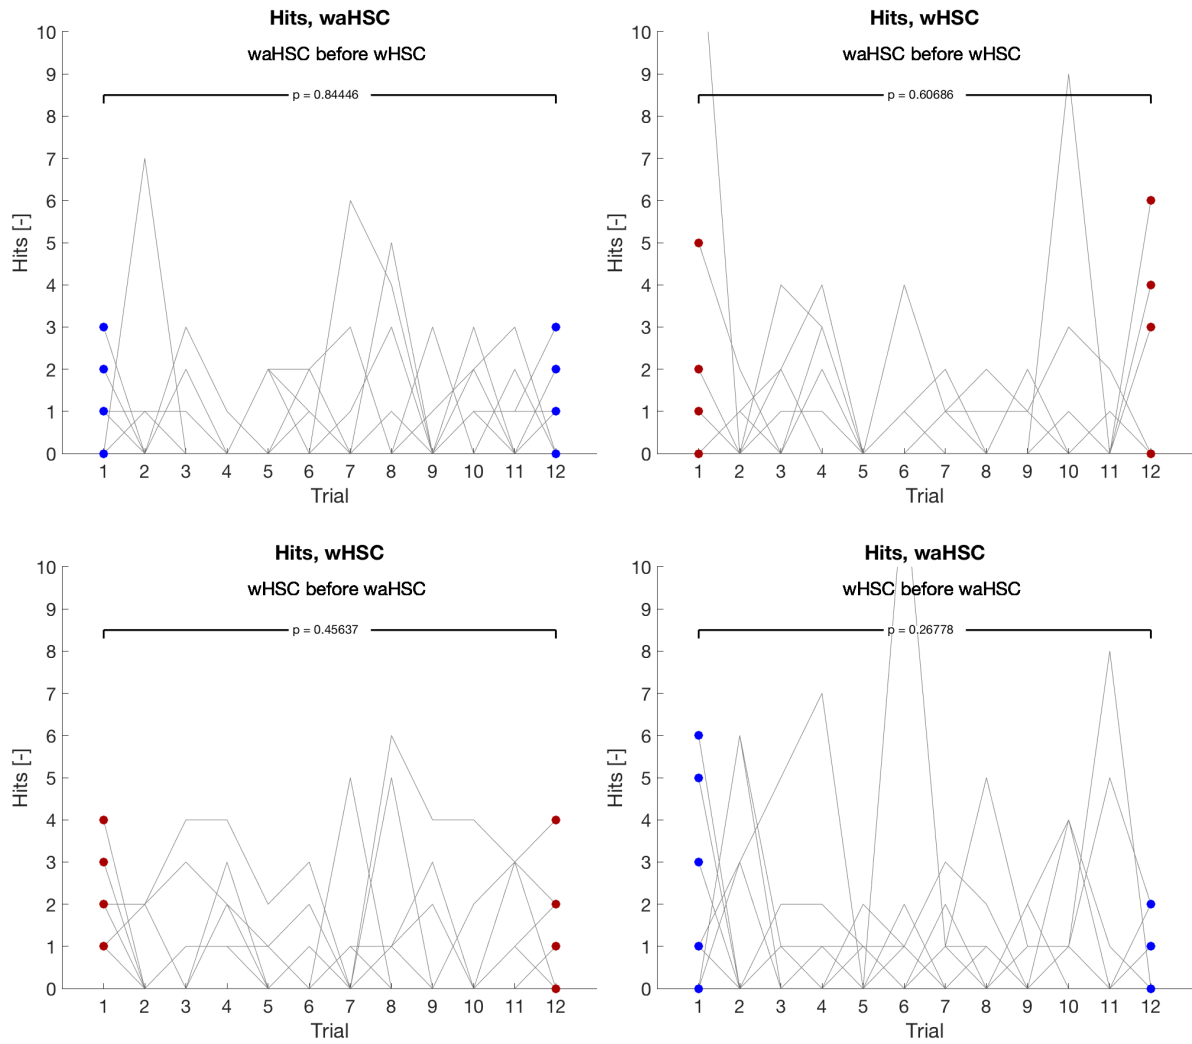 Hits, waHSC
waHSC before wHSC
p = 0.84446
10
9
8
7
6
5
4
3
2
1
0
Hits [-]
1 2 3 4 5 6 7 8 9 10 11 12
Trial
Hits, wHSC
waHSC before wHSC
p = 0.60686
10
9
8
7
6
5
4
3
2
1
0
Hits [-]
1 2 3 4 5 6 7 8 9 10 11 12
Trial
Hits, wHSC
wHSC before waHSC
p = 0.45637
10
9
8
7
6
5
4
3
2
1
0
Hits [-]
1 2 3 4 5 6 7 8 9 10 11 12
Trial
Hits, waHSC
wHSC before waHSC
p = 0.26778
10
9
8
7
6
5
4
3
2
1
0
Hits [-]
1 2 3 4 5 6 7 8 9 10 11 12
Trial